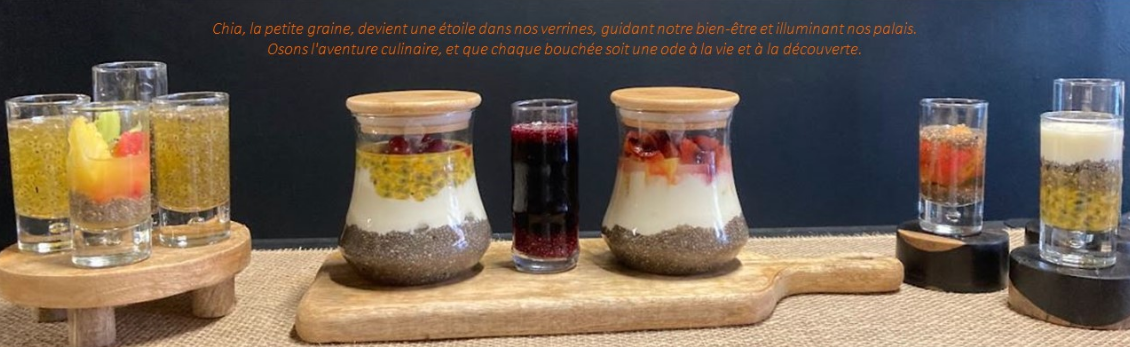 Chia, la petite graine, devient une étoile dans nos verrines, guidant notre bien-être et illuminant nos palais.
Osons l'aventure culinaire, et que chaque bouchée soit une ode à la vie et à la découverte.